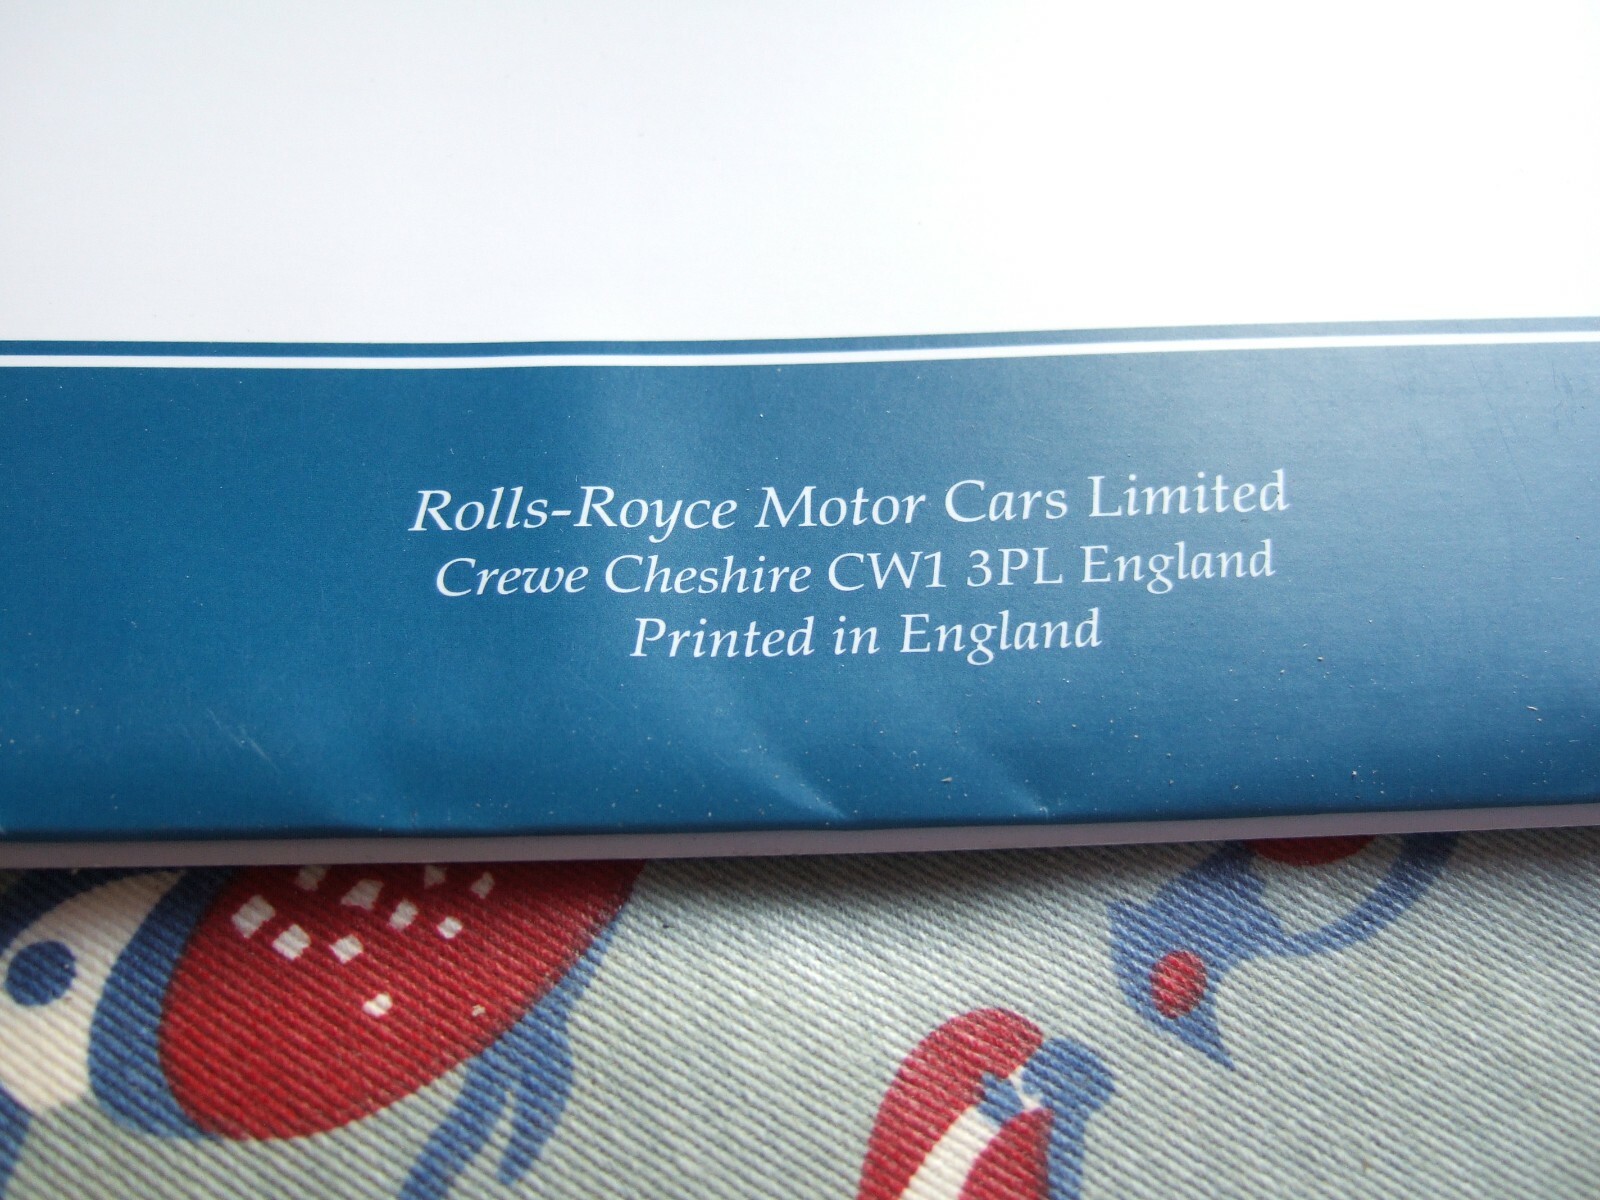 Rolls-Royce Motor Cars Limited
Crewe Cheshire CW1 3PL England
Printed in England